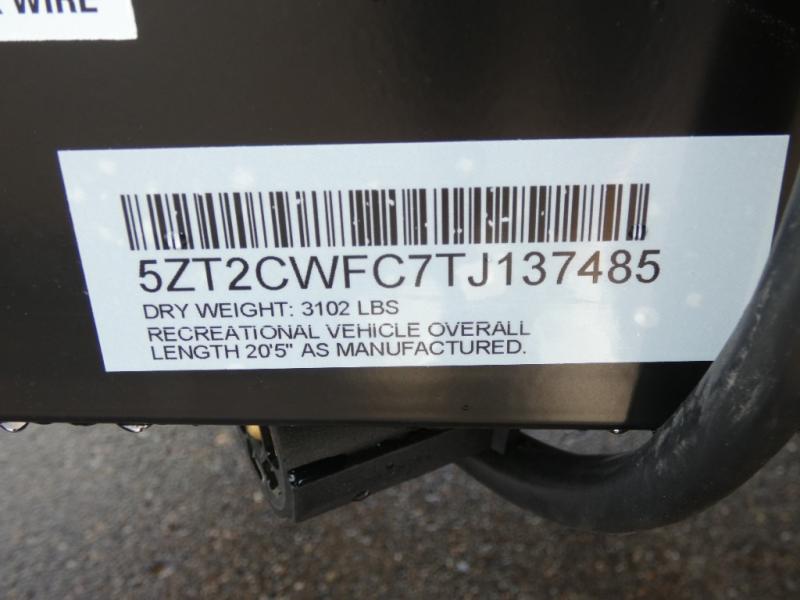 WIRE
5ZT2CWFC7TJ137485
DRY WEIGHT: 3102 LBS
RECREATIONAL VEHICLE OVERALL
LENGTH 20'5" AS MANUFACTURED.